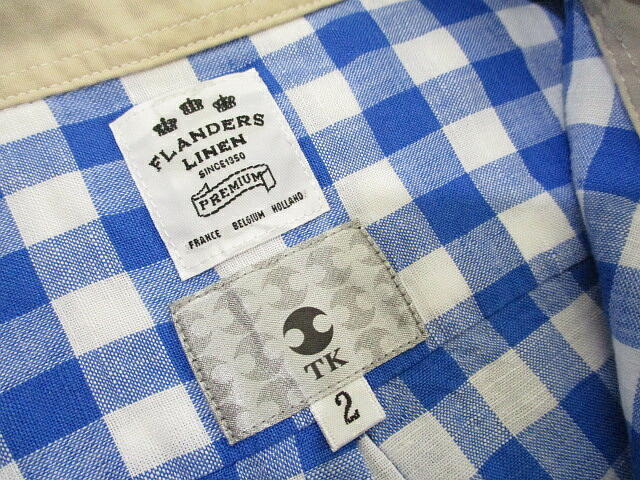 FLANDERS
LINEN
SINCE1350
PREMIUM
FRANCE BELGIUM HOLLAND
TK
2